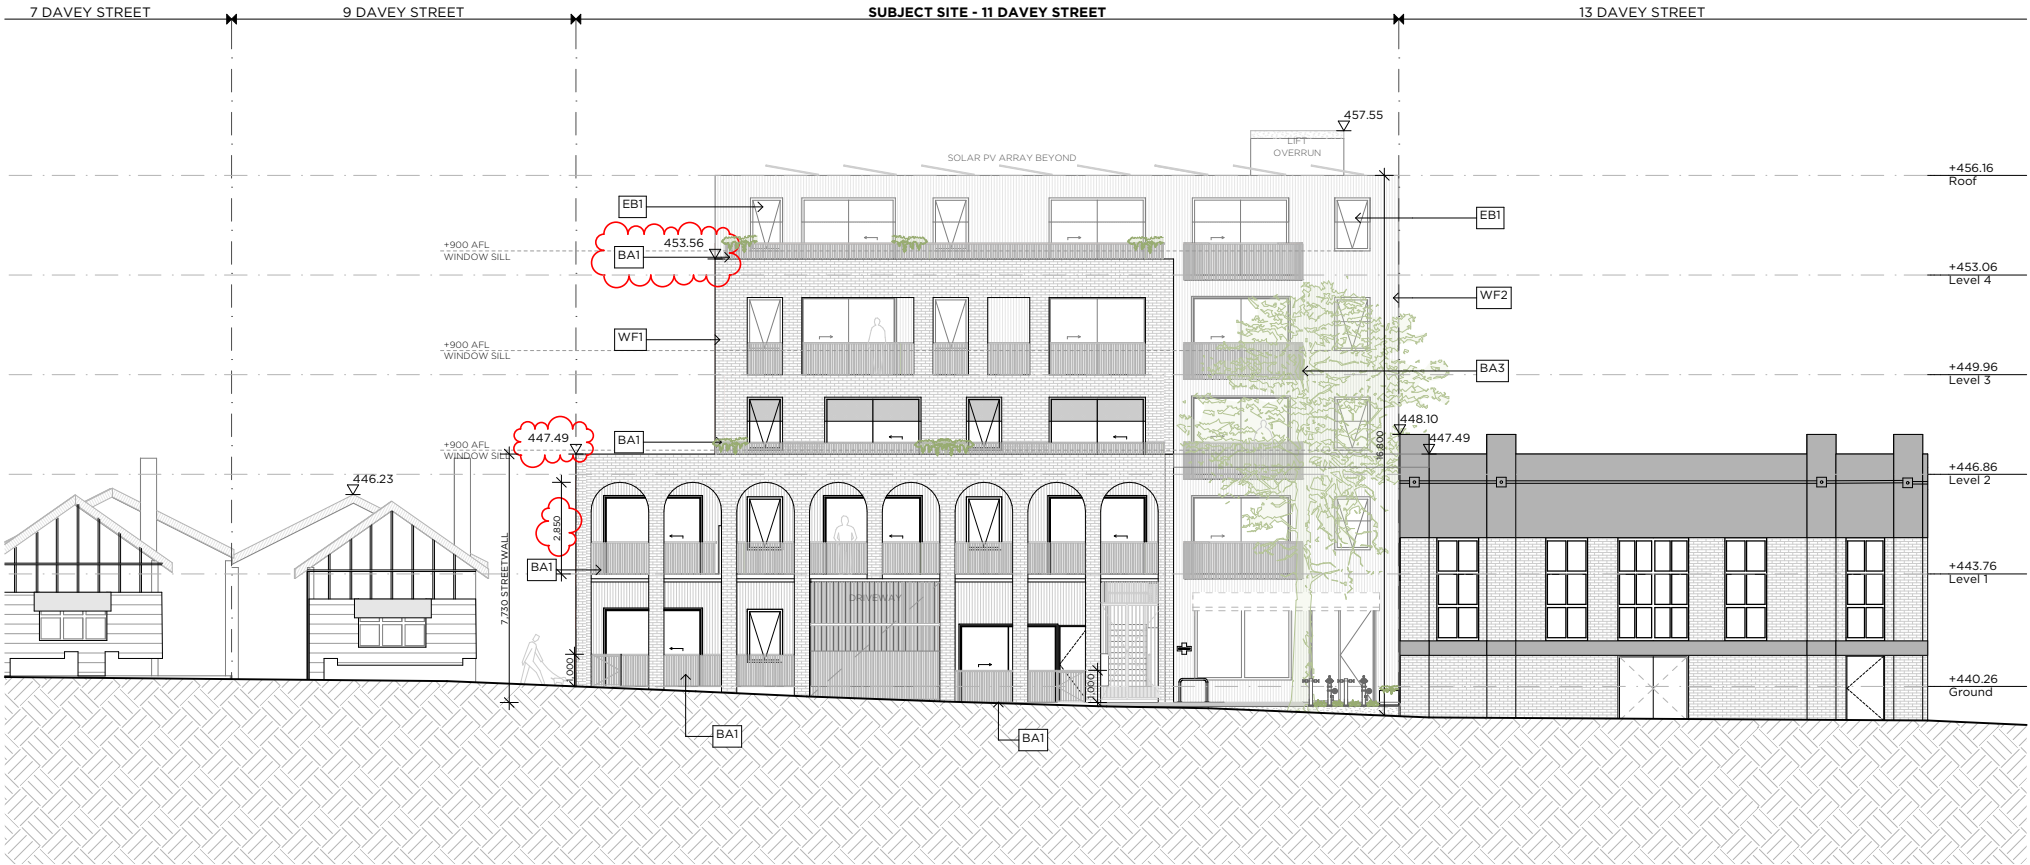 7 DAVEY STREET
9 DAVEY STREET
SUBJECT SITE - 11 DAVEY STREET
13 DAVEY STREET
457.55
LIFT
OVERRUN
SOLAR PV ARRAY BEYOND
+456.16
Roof
EB1
EB1
+900 AFL
WINDOW SILL
453.56
BA1
+453.06
Level 4
WF2
WF1
+900 AFL
WINDOW SILL
BA3
+449.96
Level 3
448.10
447.49
447.49
BA1
+900 AFL
WINDOW SILL
16,800
446.23
+446.86
Level 2
2,850
7,730 STREETWALL
BA1
+443.76
Level 1
DRIVEWAY
1,000
1,000
+440.26
Ground
BA1
BA1